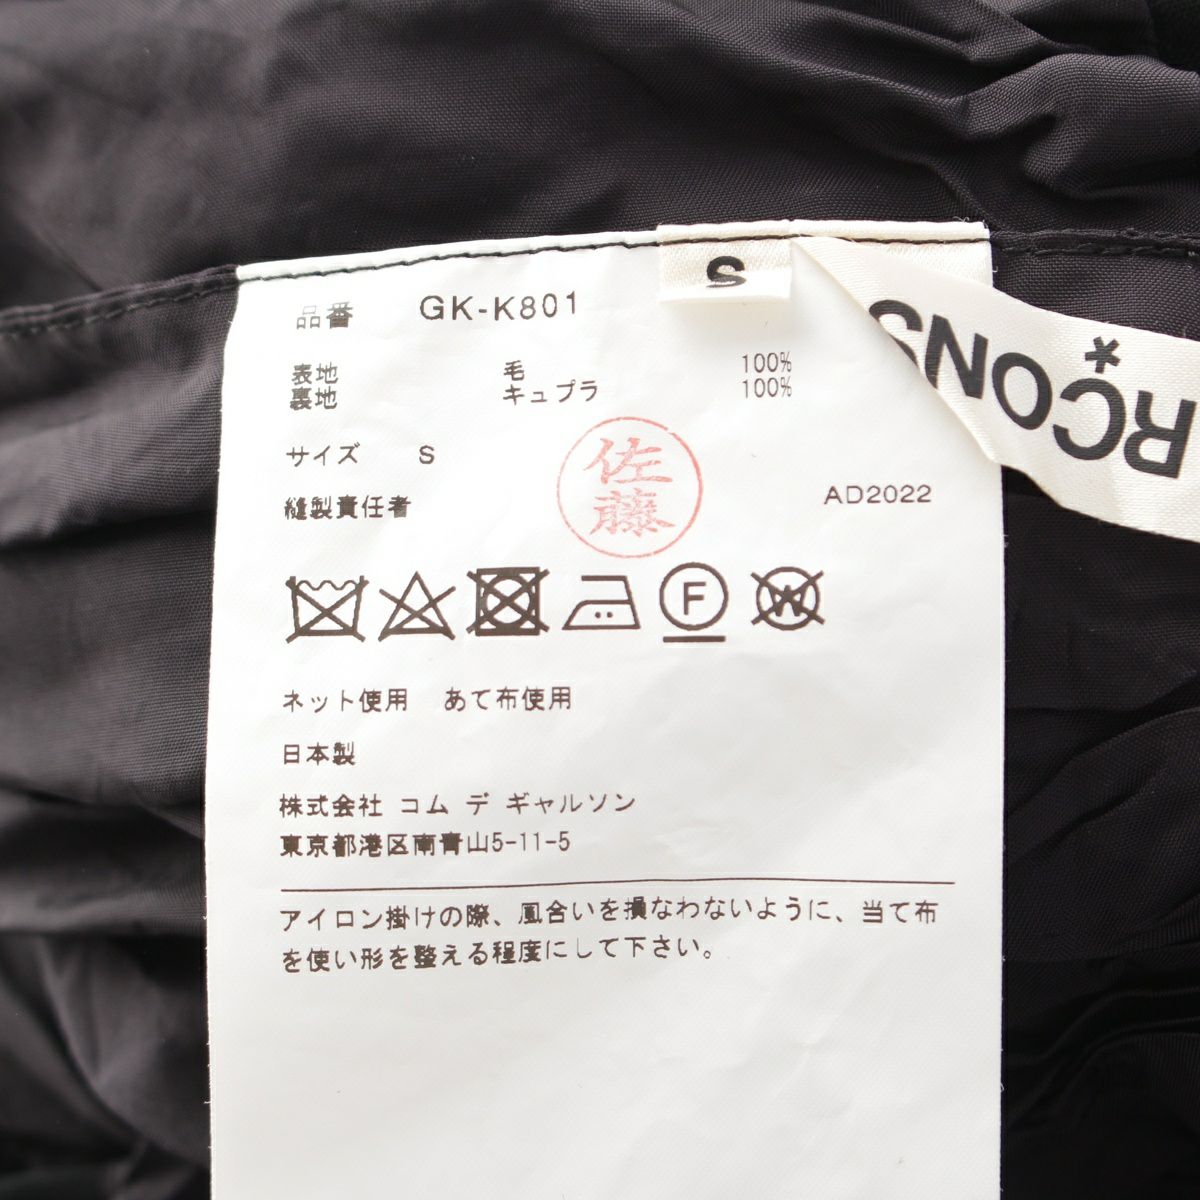 S
RCONS
品番 GK-K801
表地 毛 100%
裏地 キュプラ 100%
サイズ S
佐藤
縫製責任者 AD2022
F
W
ネット使用 あて布使用
日本製
株式会社 コム デ ギャルソン
東京都港区南青山5-11-5
アイロン掛けの際、風合いを損なわないように、当て布
を使い形を整える程度にして下さい。